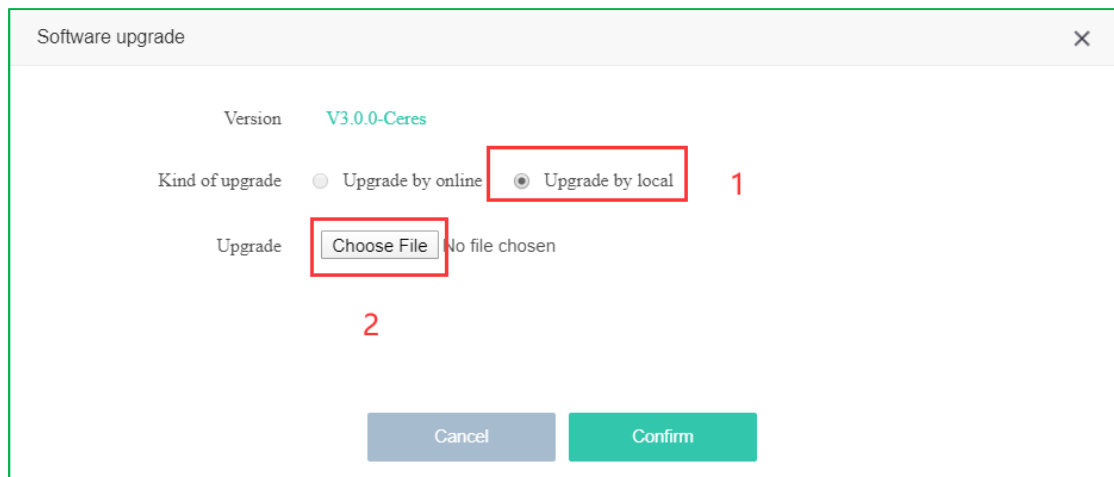 Software upgrade
Version V3.0.0-Ceres
Kind of upgrade Upgrade by online Upgrade by local 1
Upgrade Choose File No file chosen
2
Cancel Confirm